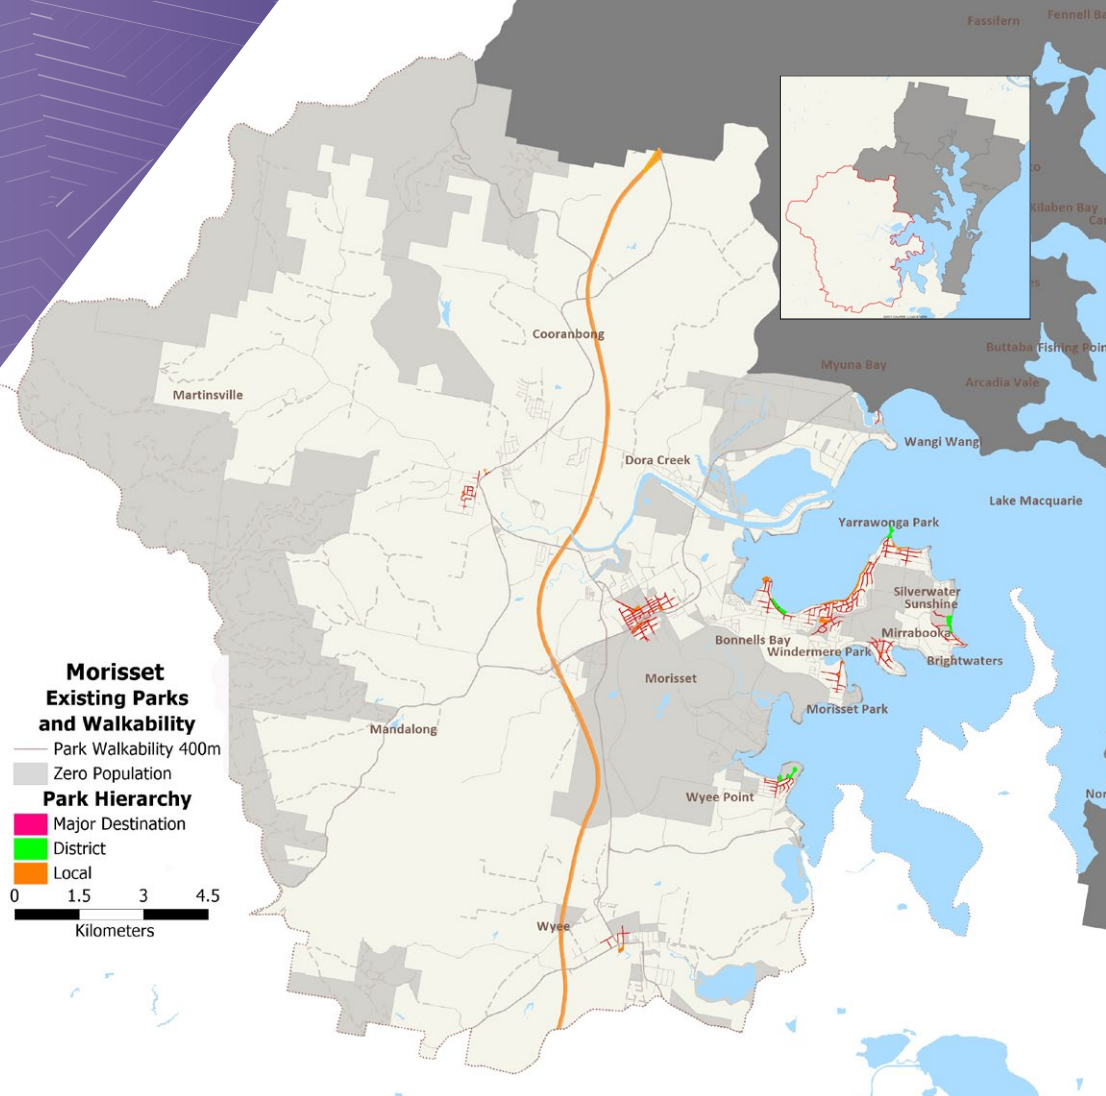 Fassifern
Fennell Ba
Kilaben Bay
Car
es
Buttaba
Fishing Poin
Myuna Bay
Arcadia Vale
Cooranbong
Martinsville
Wangi Wangi
Dora Creek
Lake Macquarie
Yarrawonga Park
Silverwater
Sunshine
Mirrabooka
Bonnells Bay
Windermere Park
Brightwaters
Morisset
Morisset Park
Mandalong
Wyee Point
Nor
Wyee
Morisset
Existing Parks
and Walkability
Park Walkability 400m
Zero Population
Park Hierarchy
Major Destination
District
Local
0 1.5 3 4.5
Kilometers